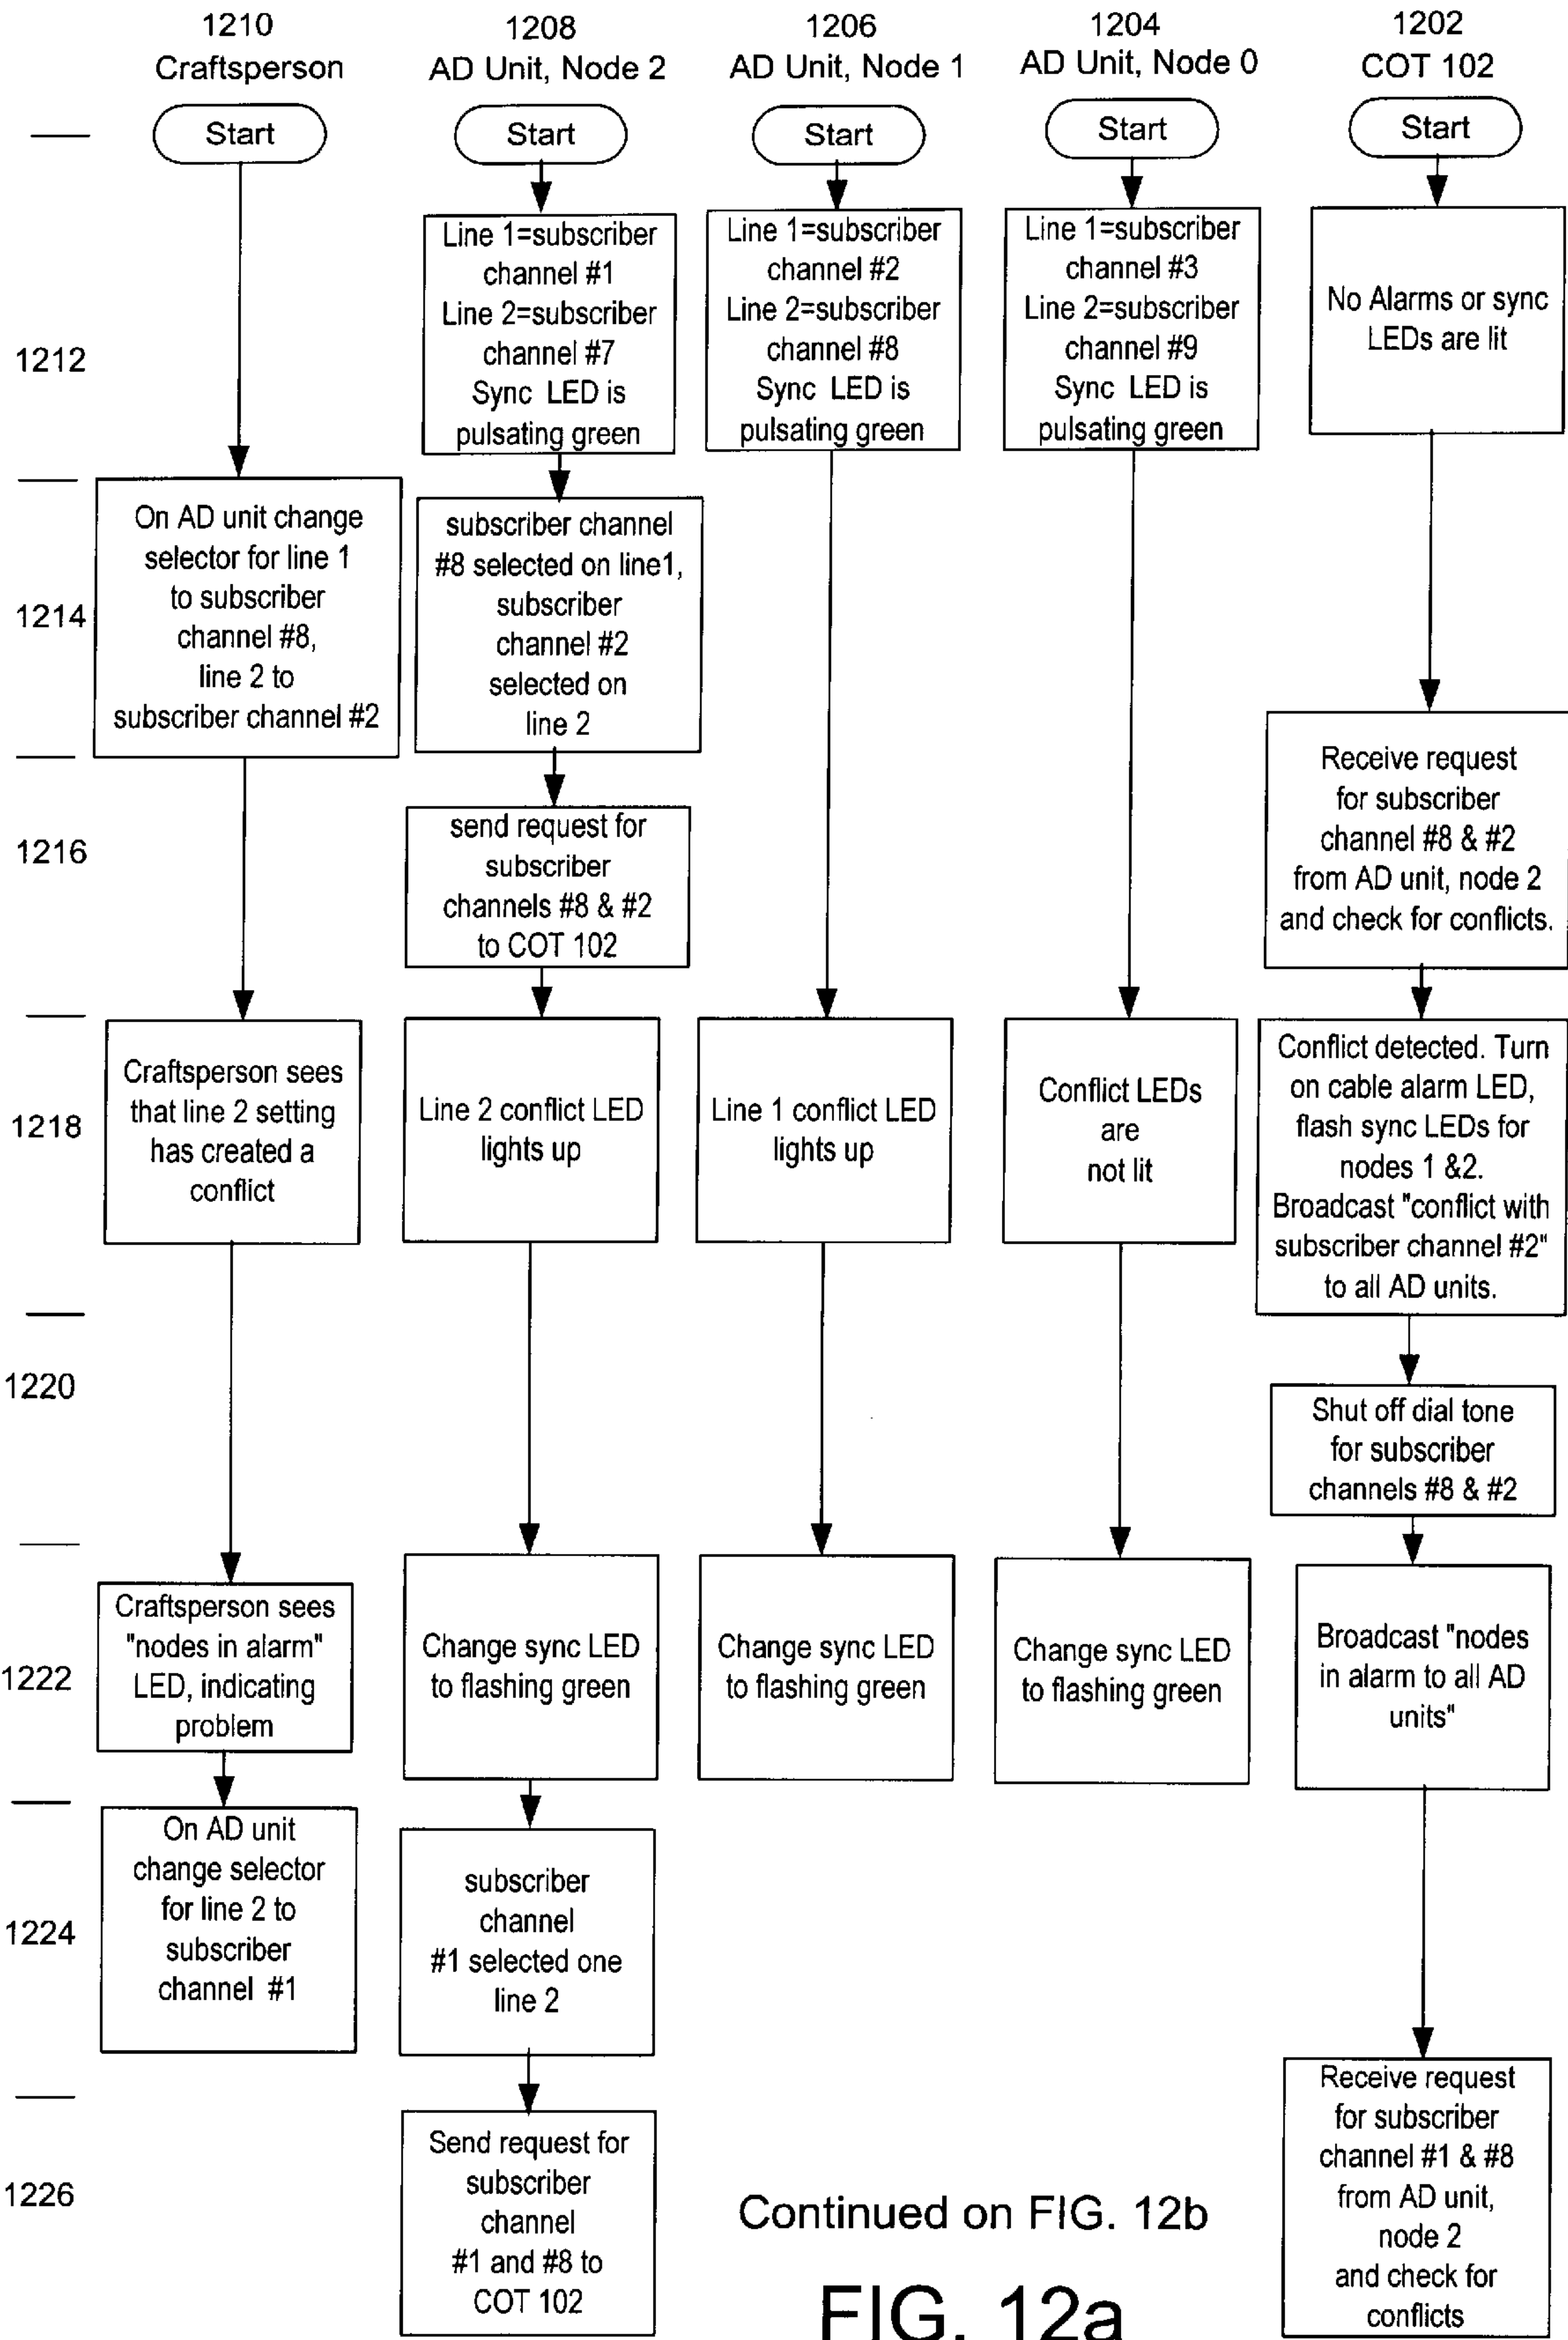 1210
Craftsperson
1208
AD Unit, Node 2
1206
AD Unit, Node 1
1204
AD Unit, Node 0
1202
COT 102
Start
Start
Start
Start
Start
1212
Line 1=subscriber
channel #1
Line 2=subscriber
channel #7
Sync LED is
pulsating green
Line 1=subscriber
channel #2
Line 2=subscriber
channel #8
Sync LED is
pulsating green
Line 1=subscriber
channel #3
Line 2=subscriber
channel #9
Sync LED is
pulsating green
No Alarms or sync
LEDs are lit
1214
On AD unit change
selector for line 1
to subscriber
channel #8,
line 2 to
subscriber channel #2
subscriber channel
#8 selected on line1,
subscriber
channel #2
selected on
line 2
1216
send request for
subscriber
channels #8 & #2
to COT 102
Receive request
for subscriber
channel #8 & #2
from AD unit, node 2
and check for conflicts.
1218
Craftsperson sees
that line 2 setting
has created a
conflict
Line 2 conflict LED
lights up
Line 1 conflict LED
lights up
Conflict LEDs
are
not lit
Conflict detected. Turn
on cable alarm LED,
flash sync LEDs for
nodes 1 &2.
Broadcast "conflict with
subscriber channel #2"
to all AD units.
1220
Shut off dial tone
for subscriber
channels #8 & #2
1222
Craftsperson sees
"nodes in alarm"
LED, indicating
problem
Change sync LED
to flashing green
Change sync LED
to flashing green
Change sync LED
to flashing green
Broadcast "nodes
in alarm to all AD
units"
1224
On AD unit
change selector
for line 2 to
subscriber
channel #1
subscriber
channel
#1 selected one
line 2
1226
Send request for
subscriber
channel
#1 and #8 to
COT 102
Receive request
for subscriber
channel #1 & #8
from AD unit,
node 2
and check for
conflicts
Continued on FIG. 12b
FIG. 12a